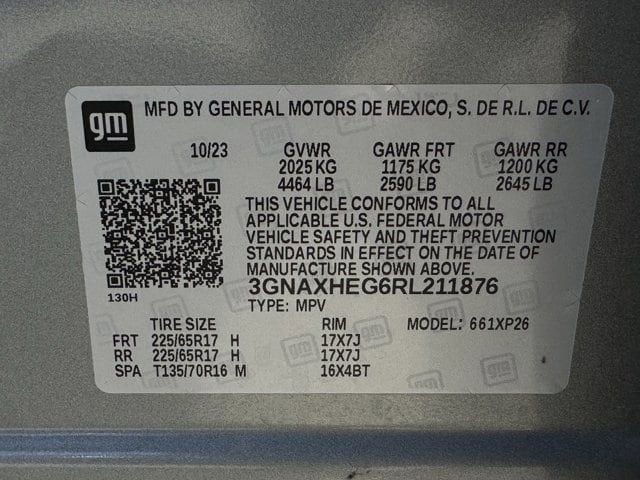 gm MFD BY GENERAL MOTORS DE MEXICO, S. DE R.L. DE C.V.
10/23 GVWR GAWR FRT GAWR RR
2025 KG 1175 KG 1200 KG
4464 LB 2590 LB 2645 LB
THIS VEHICLE CONFORMS TO ALL
APPLICABLE U.S. FEDERAL MOTOR
VEHICLE SAFETY AND THEFT PREVENTION
STANDARDS IN EFFECT ON THE DATE OF
MANUFACTURE SHOWN ABOVE.
130H
3GNAXHEG6RL211876
TYPE: MPV
TIRE SIZE RIM MODEL: 661XP26
FRT 225/65R17 H 17X7J
RR 225/65R17 H 17X7J
SPA T135/70R16 M 16X4BT